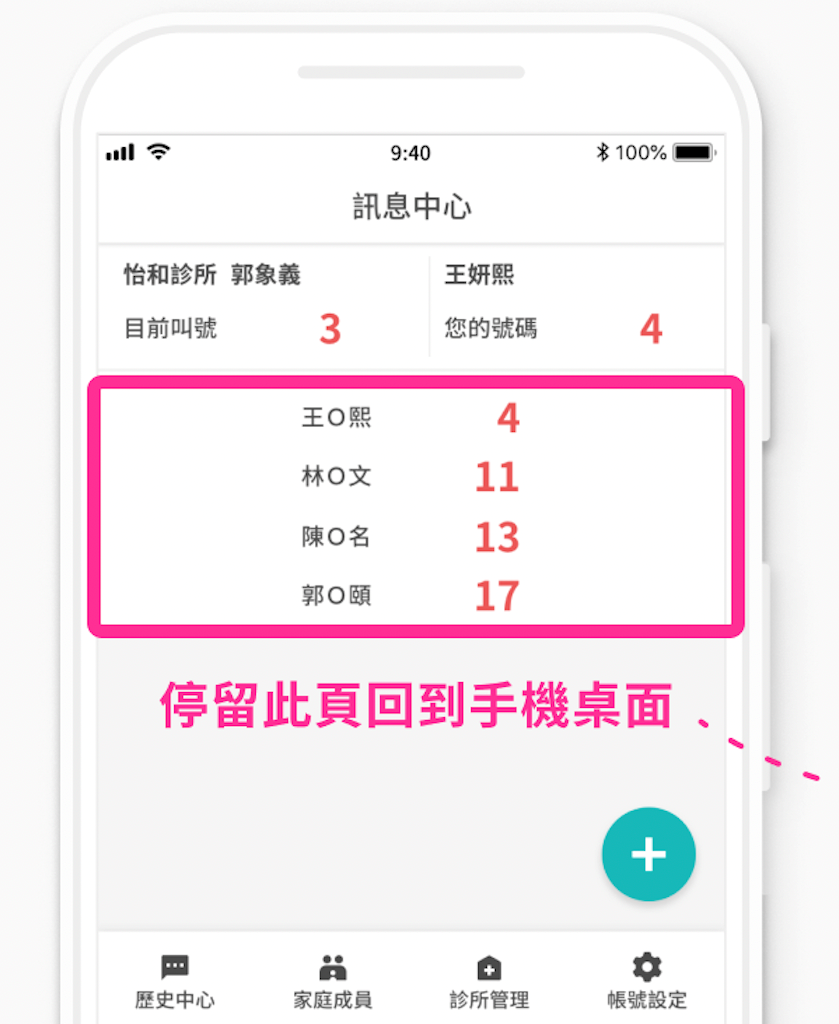 9:40 100%
訊息中心
怡和診所 郭象義 王妍熙
目前叫號 3 您的號碼 4
王O熙 4
林O文 11
陳O名 13
郭O頤 17
停留此頁回到手機桌面
歷史中心 家庭成員 診所管理 帳號設定